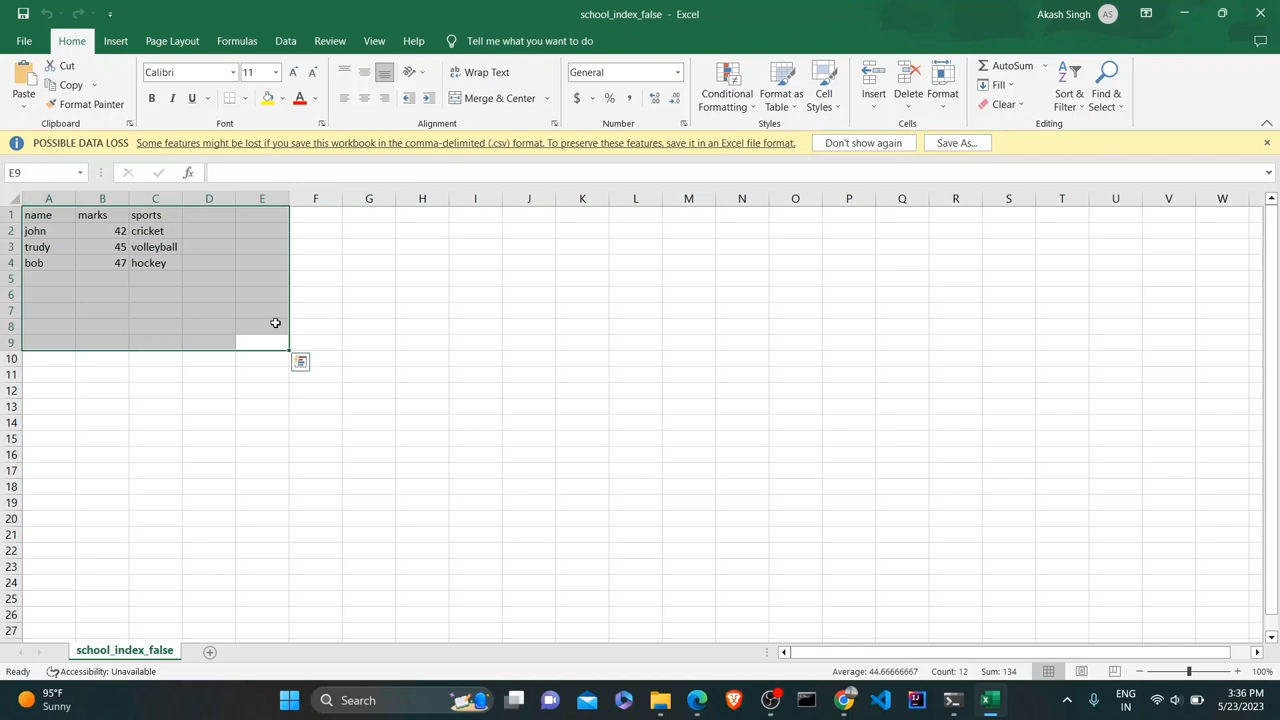 school_index_false - Excel
Akash Singh AS
File Home Insert Page Layout Formulas Data Review View Help Tell me what you want to do
Paste
Cut
Copy
Format Painter
Clipboard
Calibri 11 A A
B I U A
Font
Wrap Text
Merge & Center
Alignment
General
$ % ,
Number
Conditional Formatting
Format as Table
Cell Styles
Styles
Insert
Delete
Format
Cells
AutoSum
Fill
Clear
Sort & Filter
Find & Select
Editing
POSSIBLE DATA LOSS Some features might be lost if you save this workbook in the comma-delimited (.csv) format. To preserve these features, save it in an Excel file format. Don't show again Save As...
E9 fx
A B C D E F G H I J K L M N O P Q R S T U V W
1 name marks sports
2 john 42 cricket
3 trudy 45 volleyball
4 bob 47 hockey
5
6
7
8
9
10
11
12
13
14
15
16
17
18
19
20
21
22
23
24
25
26
27
school_index_false
Ready Accessibility: Unavailable Average: 44.66666667 Count: 12 Sum: 134 100%
95°F
Sunny
Search
ENG
IN
3:36 PM
5/23/2023